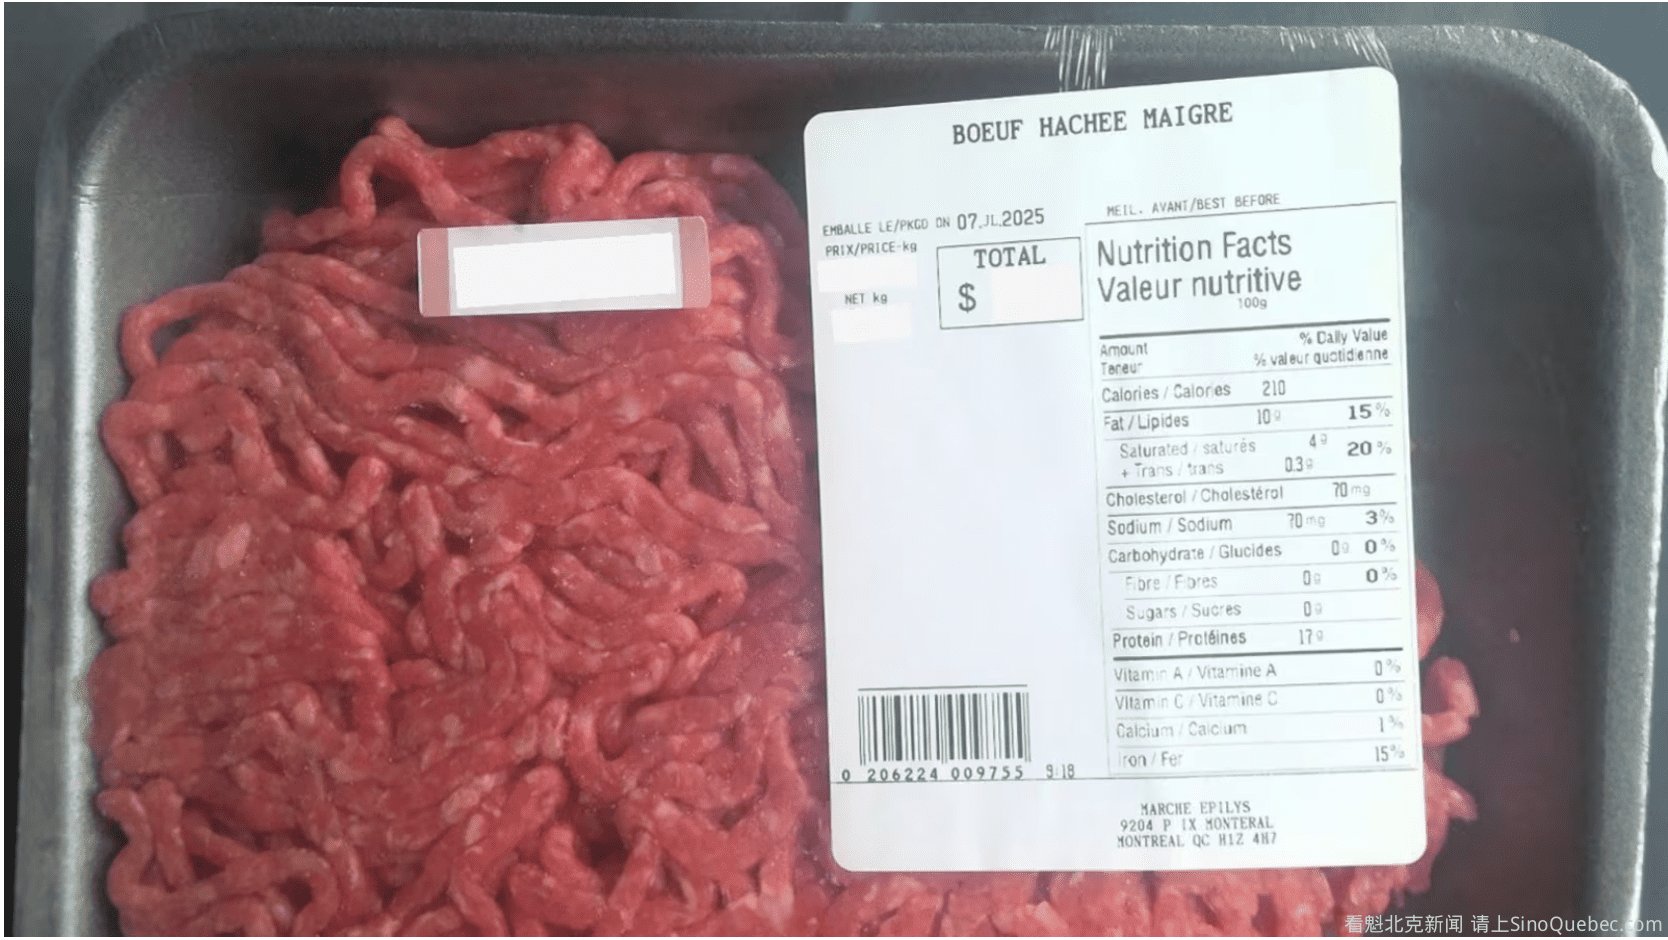 BOEUF HACHEE MAIGRE
EMBALLE LE/PKGD ON 07.JL.2025
MEIL. AVANT/BEST BEFORE
PRIX/PRICE-kg
TOTAL
$
NET kg
Nutrition Facts
Valeur nutritive
100g
Amount
Teneur
% Daily Value
% valeur quotidienne
Calories / Calories 210
Fat / Lipides 10g 15%
Saturated / saturés 4g
+ Trans / trans 0.3g
20%
Cholesterol / Cholestérol 70mg
Sodium / Sodium 70mg 3%
Carbohydrate / Glucides 0g 0%
Fibre / Fibres 0g 0%
Sugars / Sucres 0g
Protein / Protéines 17g
Vitamin A / Vitamine A 0%
Vitamin C / Vitamine C 0%
Calcium / Calcium 1%
Iron / Fer 15%
0 206224 009755 9:18
MARCHE EPILYS
9204 P IX MONTERAL
MONTREAL QC H1Z 4H7
看魁北克新闻 请上SinoQuebec.com